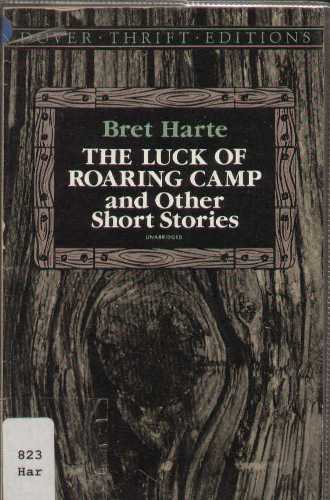 DOVER · THRIFT · EDITIONS
Bret Harte
THE LUCK OF
ROARING CAMP
and Other
Short Stories
UNABRIDGED
823
Har